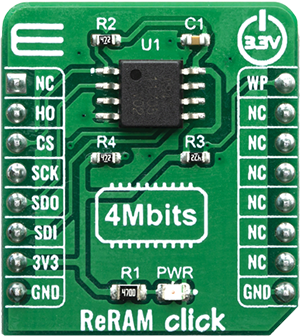 R2 C1
U1
3.3V
NC WP
HO NC
CS R4 R3 NC
SCK NC
SDO 4Mbits NC
SDI NC
3V3 R1 PWR NC
GND 4700 GND
ReRAM click